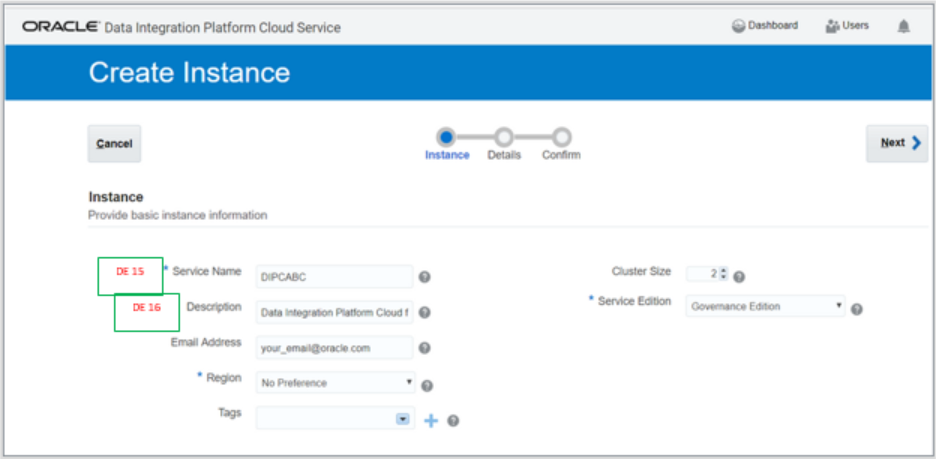 ORACLE Data Integration Platform Cloud Service
Dashboard
Users
Create Instance
Cancel
Instance
Details
Confirm
Next
Instance
Provide basic instance information
DE 15
* Service Name
DIPCABC
DE 16
Description
Data Integration Platform Cloud f
Email Address
your_email@oracle.com
* Region
No Preference
Tags
Cluster Size
2
* Service Edition
Governance Edition